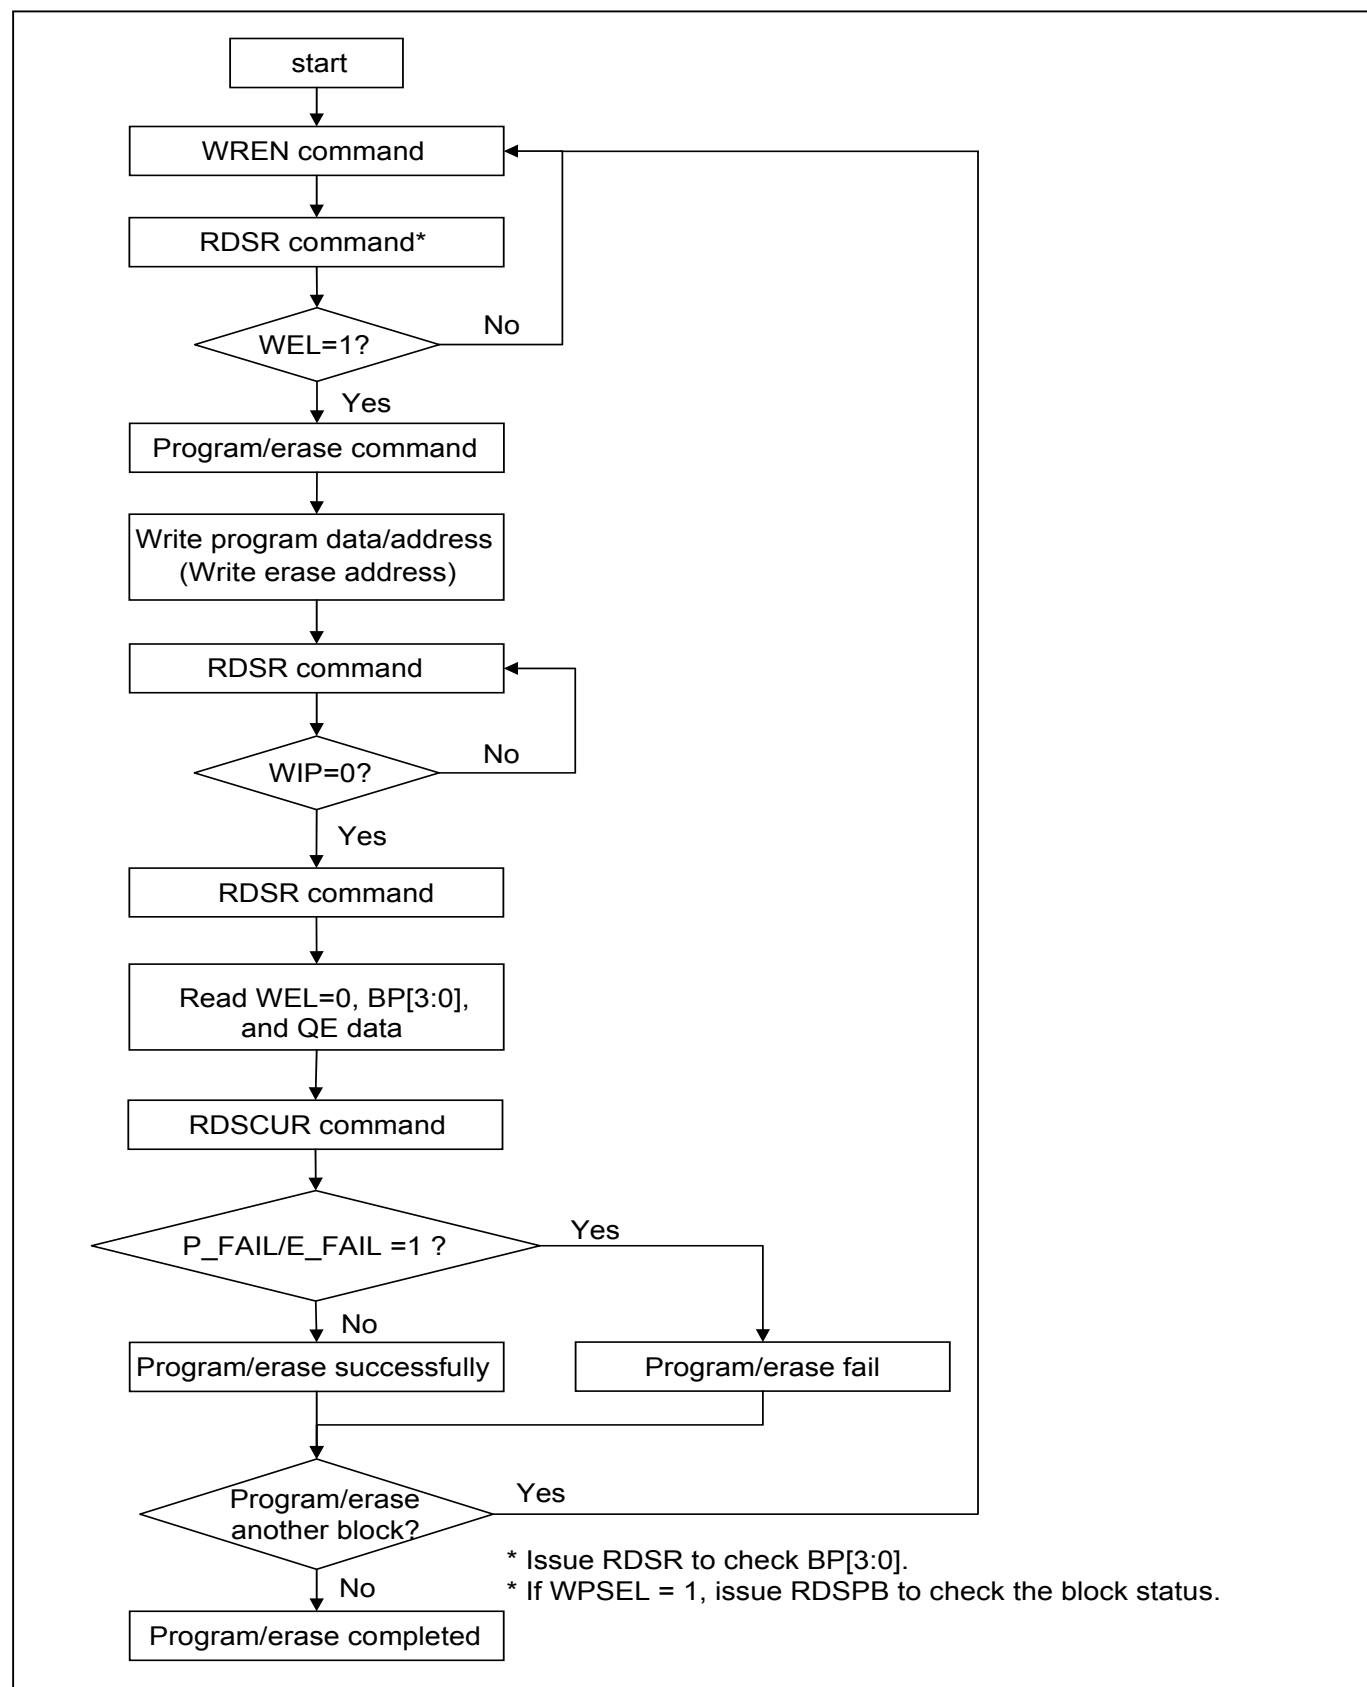 start
WREN command
RDSR command*
WEL=1?
No
Yes
Program/erase command
Write program data/address
(Write erase address)
RDSR command
WIP=0?
No
Yes
RDSR command
Read WEL=0, BP[3:0],
and QE data
RDSCUR command
P_FAIL/E_FAIL =1 ?
Yes
No
Program/erase successfully
Program/erase fail
Program/erase
another block?
Yes
* Issue RDSR to check BP[3:0].
* If WPSEL = 1, issue RDSPB to check the block status.
No
Program/erase completed